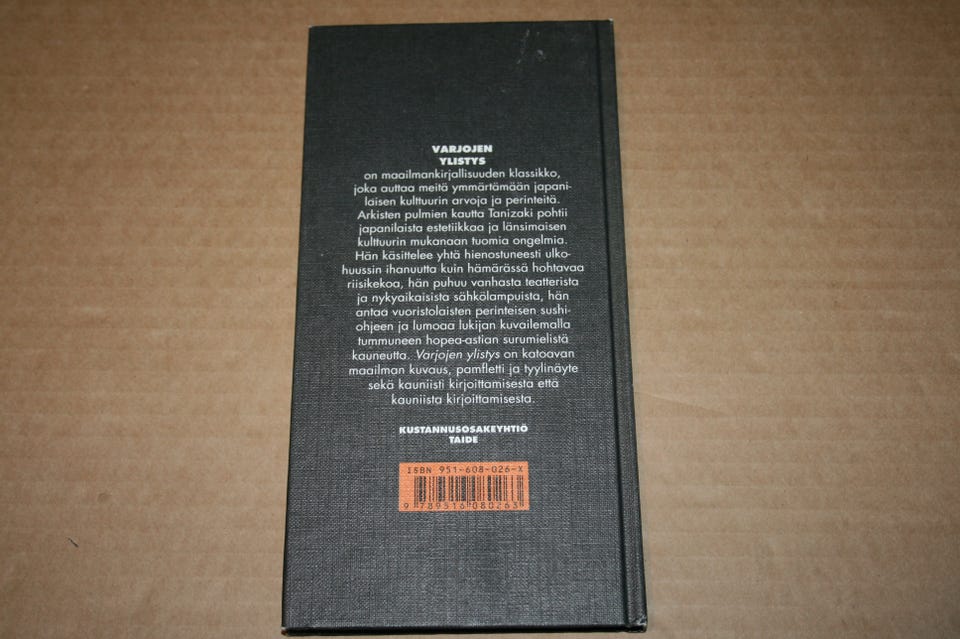 VARJOJEN
YLISTYS
on maailmankirjallisuuden klassikko,
joka auttaa meitä ymmärtämään japani-
laisen kulttuurin arvoja ja perinteitä.
Arkisten pulmien kautta Tanizaki pohtii
japanilaista estetiikkaa ja länsimaisen
kulttuurin mukanaan tuomia ongelmia.
Hän käsittelee yhtä hienostuneesti ulko-
huussin ihanuutta kuin hämärässä hohtavaa
riisikekoa, hän puhuu vanhasta teatterista
ja nykyaikaisista sähkölampuista, hän
antaa vuoristolaisten perinteisen sushi-
ohjeen ja lumoaa lukijan kuvailemalla
tummuneen hopea-astian surumielistä
kauneutta. Varjojen ylistys on katoavan
maailman kuvaus, pamfletti ja tyylinäyte
sekä kauniisti kirjoittamisesta että
kauniista kirjoittamisesta.
KUSTANNUSOSAKEYHTIÖ
TAIDE
ISBN 951-608-026-X
9 789516 080263